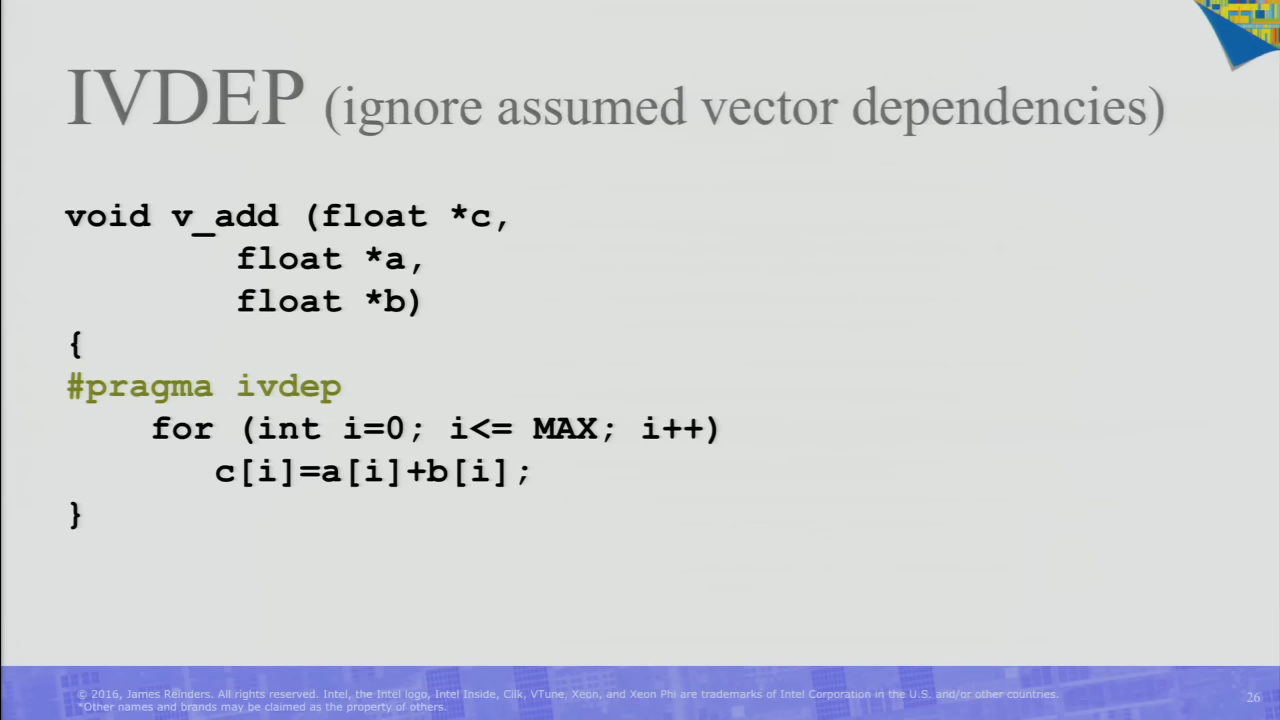 IVDEP (ignore assumed vector dependencies)
void v_add (float *c,
float *a,
float *b)
{
#pragma ivdep
for (int i=0; i<= MAX; i++)
c[i]=a[i]+b[i];
}
© 2016, James Reinders. All rights reserved. Intel, the Intel logo, Intel Inside, Cilk, VTune, Xeon, and Xeon Phi are trademarks of Intel Corporation in the U.S. and/or other countries.
*Other names and brands may be claimed as the property of others.
26